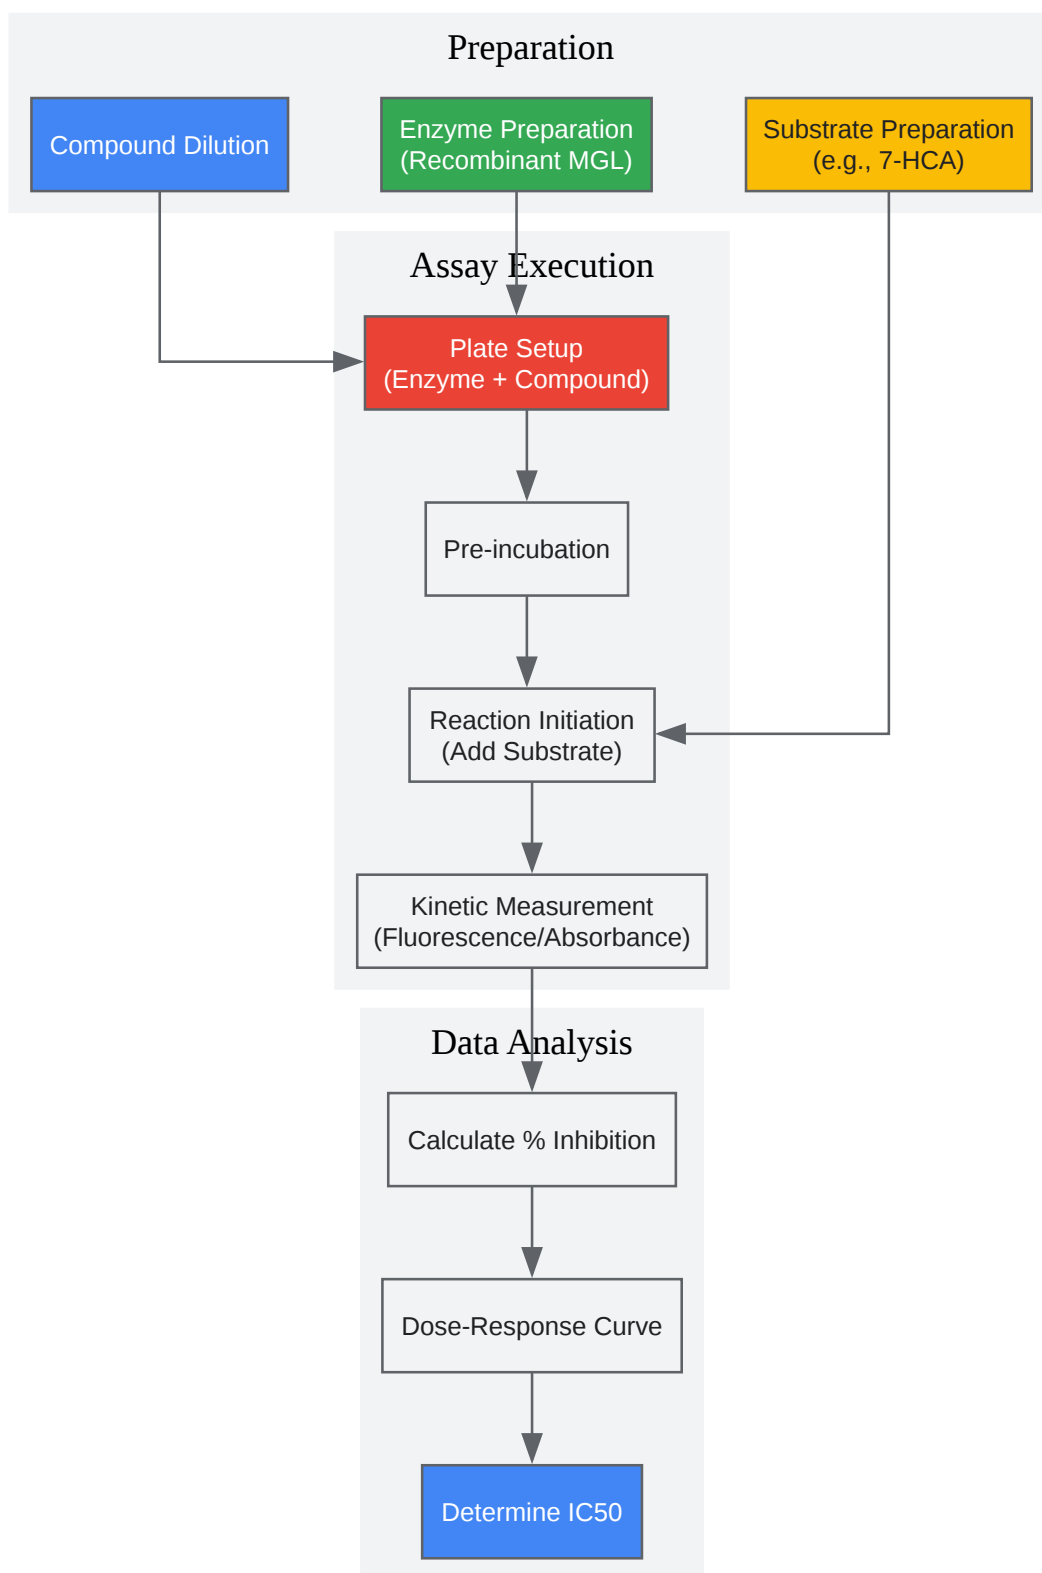 Preparation
Compound Dilution
Enzyme Preparation
(Recombinant MGL)
Substrate Preparation
(e.g., 7-HCA)
Assay Execution
Plate Setup
(Enzyme + Compound)
Pre-incubation
Reaction Initiation
(Add Substrate)
Kinetic Measurement
(Fluorescence/Absorbance)
Data Analysis
Calculate % Inhibition
Dose-Response Curve
Determine IC50